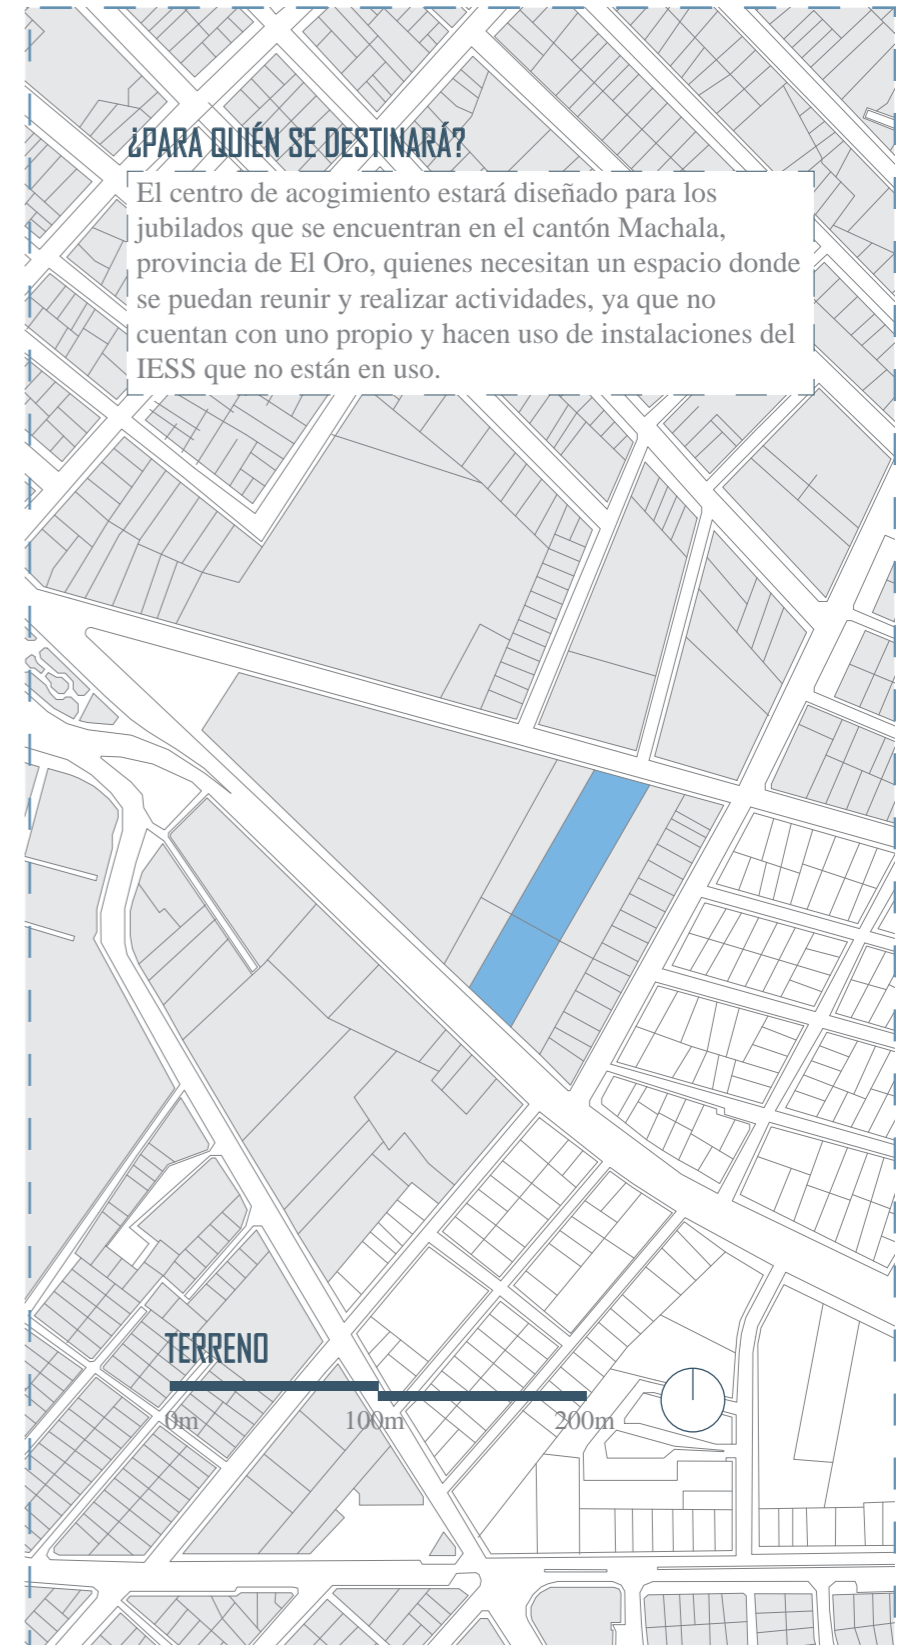 ¿PARA QUIÉN SE DESTINARÁ?
El centro de acogimiento estará diseñado para los
jubilados que se encuentran en el cantón Machala,
provincia de El Oro, quienes necesitan un espacio donde
se puedan reunir y realizar actividades, ya que no
cuentan con uno propio y hacen uso de instalaciones del
IESS que no están en uso.
TERRENO
0m 100m 200m